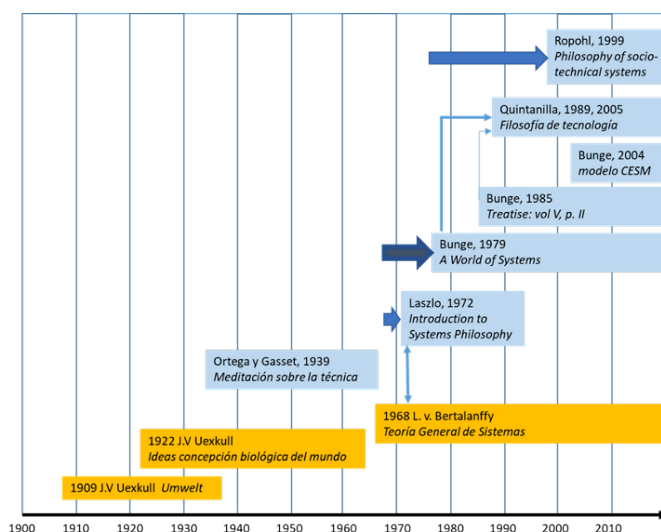 Ropohl, 1999
Philosophy of socio-
technical systems
Quintanilla, 1989, 2005
Filosofía de tecnología
Bunge, 2004
modelo CESM
Bunge, 1985
Treatise: vol V, p. II
Bunge, 1979
A World of Systems
Laszlo, 1972
Introduction to
Systems Philosophy
Ortega y Gasset, 1939
Meditación sobre la técnica
1968 L. v. Bertalanffy
Teoría General de Sistemas
1922 J.V Uexkull
Ideas concepción biológica del mundo
1909 J.V Uexkull Umwelt
1900 1910 1920 1930 1940 1950 1960 1970 1980 1990 2000 2010